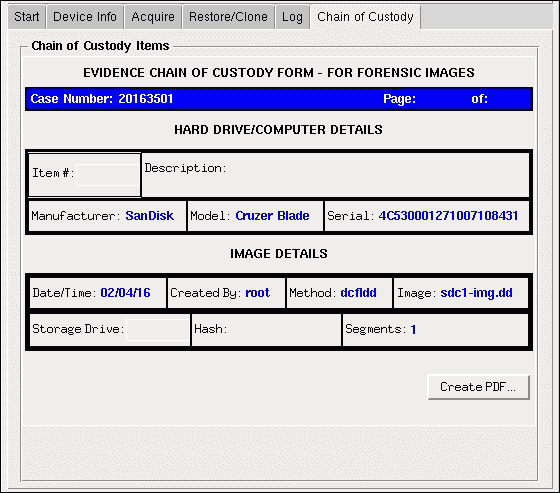 Start Device Info Acquire Restore/Clone Log Chain of Custody
Chain of Custody Items
EVIDENCE CHAIN OF CUSTODY FORM - FOR FORENSIC IMAGES
Case Number: 20163501 Page: of:
HARD DRIVE/COMPUTER DETAILS
Item #: Description:
Manufacturer: SanDisk Model: Cruzer Blade Serial: 4C530001271007108431
IMAGE DETAILS
Date/Time: 02/04/16 Created By: root Method: dcfldd Image: sdc1-img.dd
Storage Drive: Hash: Segments: 1
Create PDF...